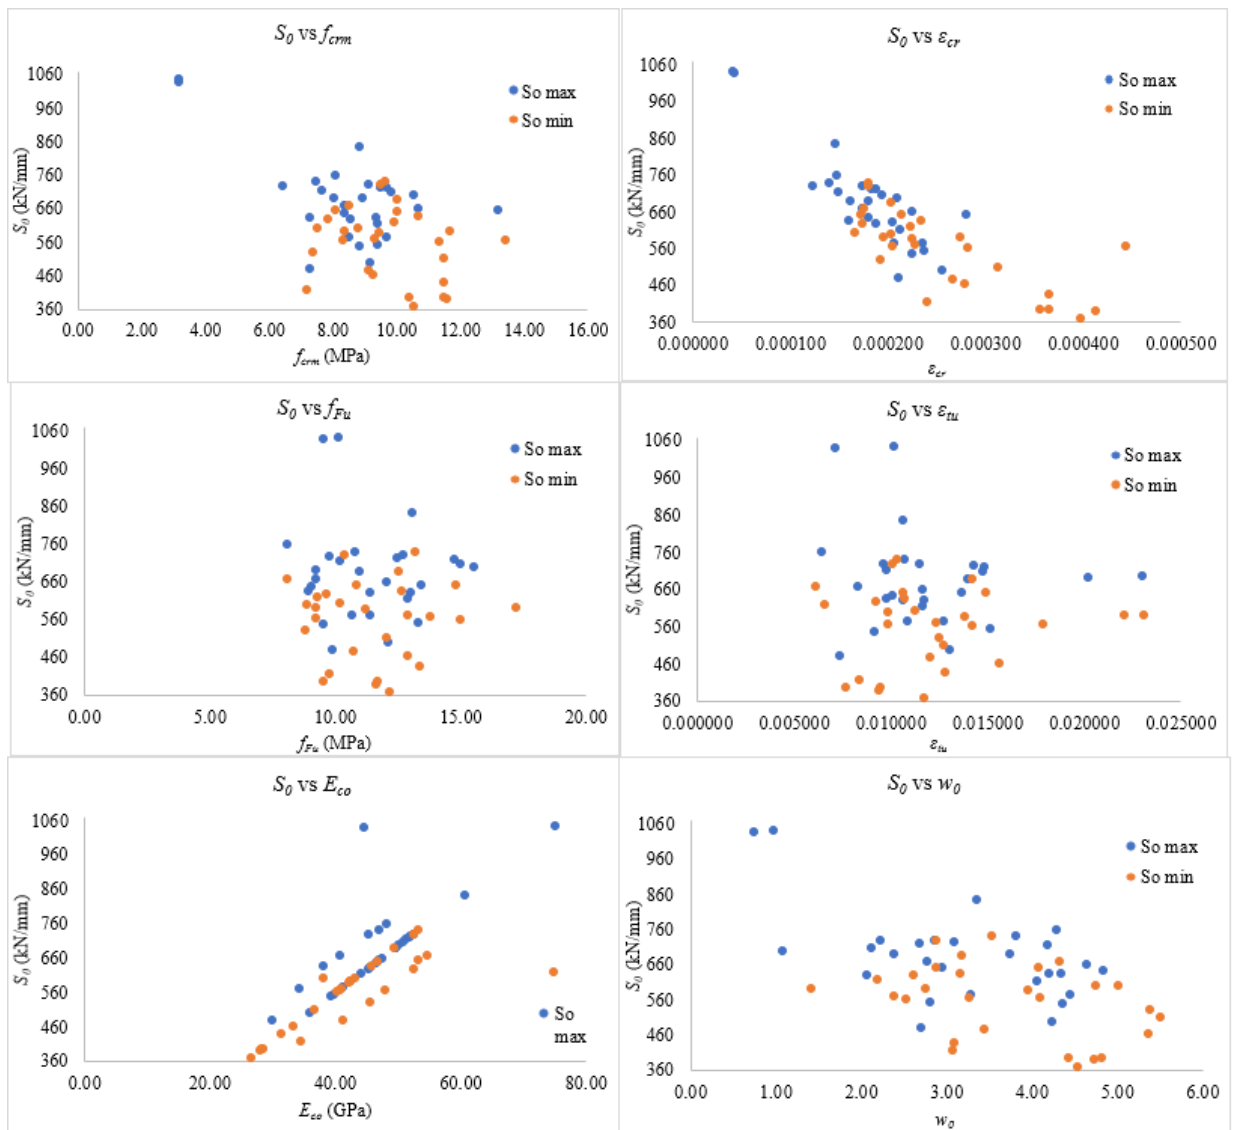 S0 vs fcrm
1060
960
860
760
660
560
460
360
S0 (kN/mm)
So max
So min
0.00 2.00 4.00 6.00 8.00 10.00 12.00 14.00 16.00
fcrm (MPa)
S0 vs εcr
1060
960
860
760
660
560
460
360
S0 (kN/mm)
So max
So min
0.000000 0.000100 0.000200 0.000300 0.000400 0.000500
εcr
S0 vs fFu
1060
960
860
760
660
560
460
360
S0 (kN/mm)
So max
So min
0.00 5.00 10.00 15.00 20.00
fFu (MPa)
S0 vs εtu
1060
960
860
760
660
560
460
360
S0 (kN/mm)
So max
So min
0.000000 0.005000 0.010000 0.015000 0.020000 0.025000
εtu
S0 vs Eco
1060
960
860
760
660
560
460
360
S0 (kN/mm)
So
max
0.00 20.00 40.00 60.00 80.00
Eco (GPa)
S0 vs w0
1060
960
860
760
660
560
460
360
S0 (kN/mm)
So max
So min
0.00 1.00 2.00 3.00 4.00 5.00 6.00
w0